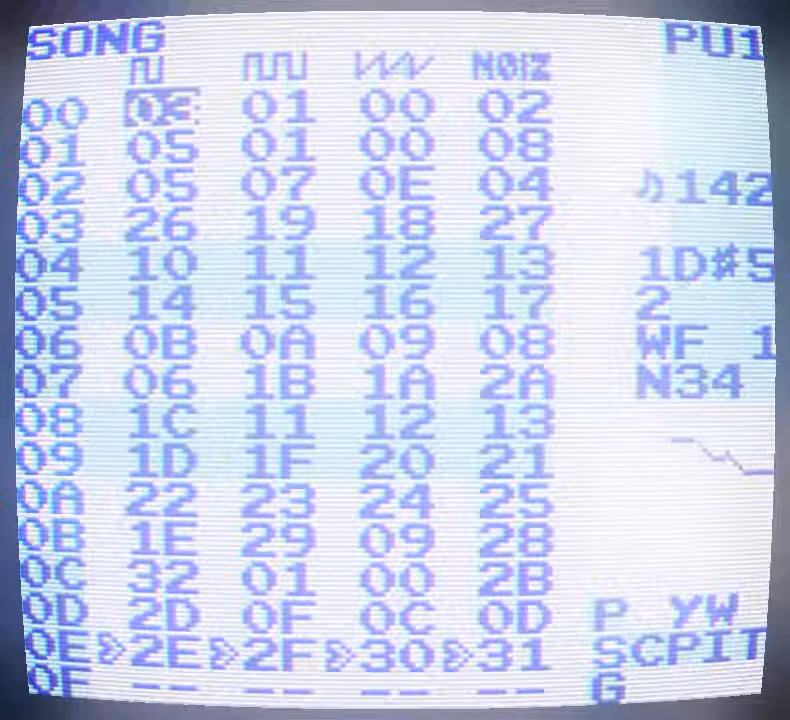 SONG PU1
NOIZ
00 01 00 02
01 05 01 00 08
02 05 07 0E 04 ♪142
03 26 19 18 27
04 10 11 12 13 1D#5
05 14 15 16 17 2
06 0B 0A 09 08 WF 1
07 06 1B 1A 2A N34
08 1C 11 12 13
09 1D 1F 20 21
0A 22 23 24 25
0B 1E 29 09 28
0C 32 01 00 2B
0D 2D 0F 0C 0D P YW
0E 2E 2F 30 31 SCPIT
0F -- -- -- -- G